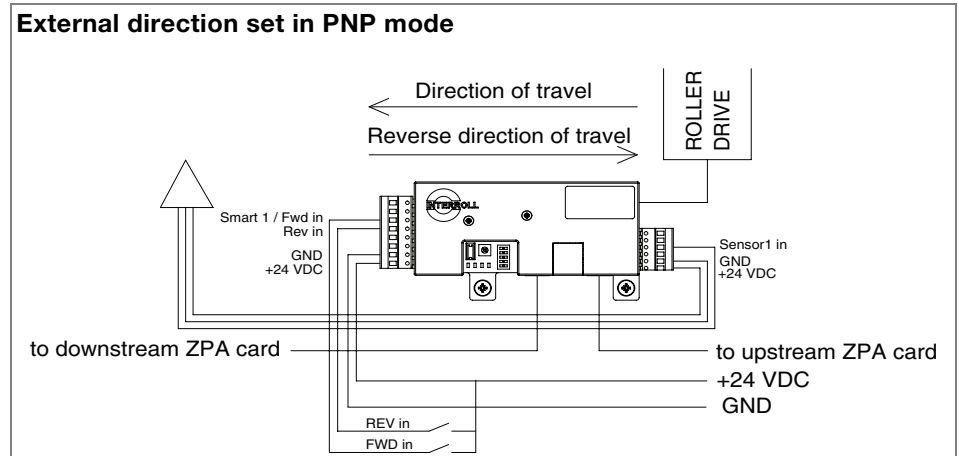 External direction set in PNP mode
Direction of travel
Reverse direction of travel
ROLLER
DRIVE
INTERROLL
Smart 1 / Fwd in
Rev in
GND
+24 VDC
Sensor1 in
GND
+24 VDC
to downstream ZPA card
to upstream ZPA card
+24 VDC
GND
REV in
FWD in